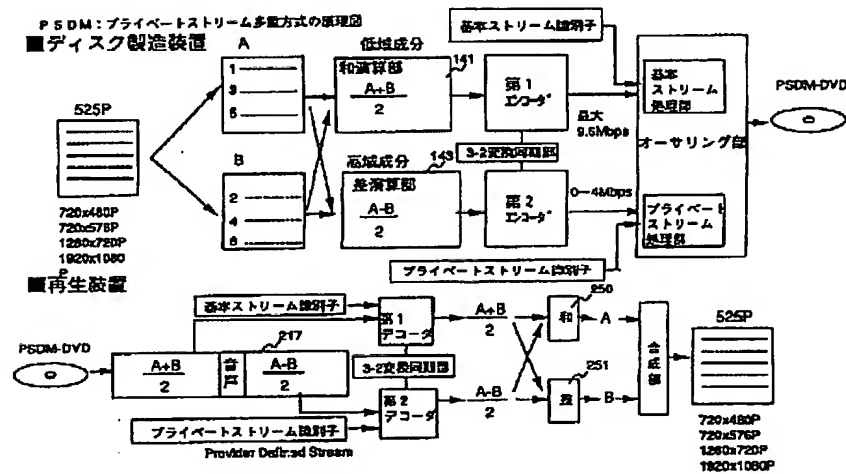 PSDM:プライベートストリーム多重方式の原理図
■ディスク製造装置
A
低域成分
基本ストリーム識別子
1
3
5
和演算部
A+B
2
141
第1
エンコーダ
最大
9.5Mbps
基本
ストリーム
処理部
PSDM-DVD
525P
オーサリング部
3-2変換同期部
B
高域成分
143
2
4
6
差演算部
A-B
2
第2
エンコーダ
0-4Mbps
プライベート
ストリーム
処理部
720x480P
720x576P
1280x720P
1920x1080
P
プライベートストリーム識別子
■再生装置
基本ストリーム識別子
第1
デコーダ
A+B
2
250
和
A
525P
PSDM-DVD
217
A+B
2
A-B
2
3-2変換同期部
合成部
251
差
B
第2
デコーダ
A-B
2
プライベートストリーム識別子
Provider Defined Stream
720x480P
720x576P
1280x720P
1920x1080P